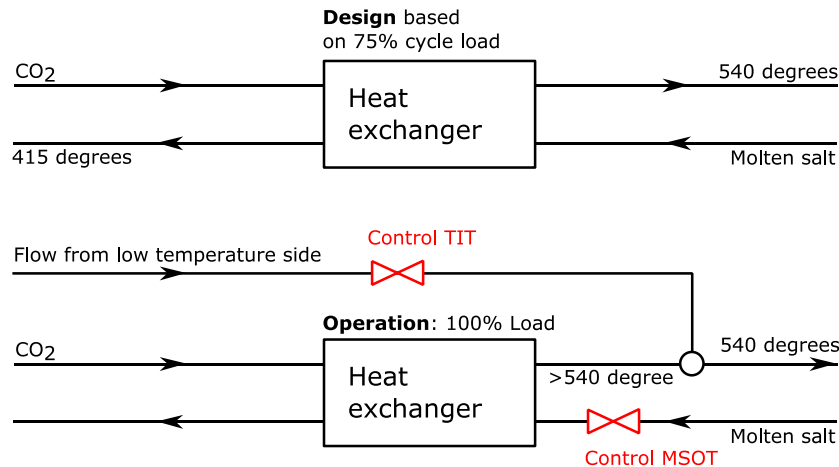 Design based
on 75% cycle load
CO2
540 degrees
Heat
exchanger
415 degrees
Molten salt
Control TIT
Flow from low temperature side
Operation: 100% Load
CO2
540 degrees
Heat
exchanger
>540 degree
Molten salt
Control MSOT